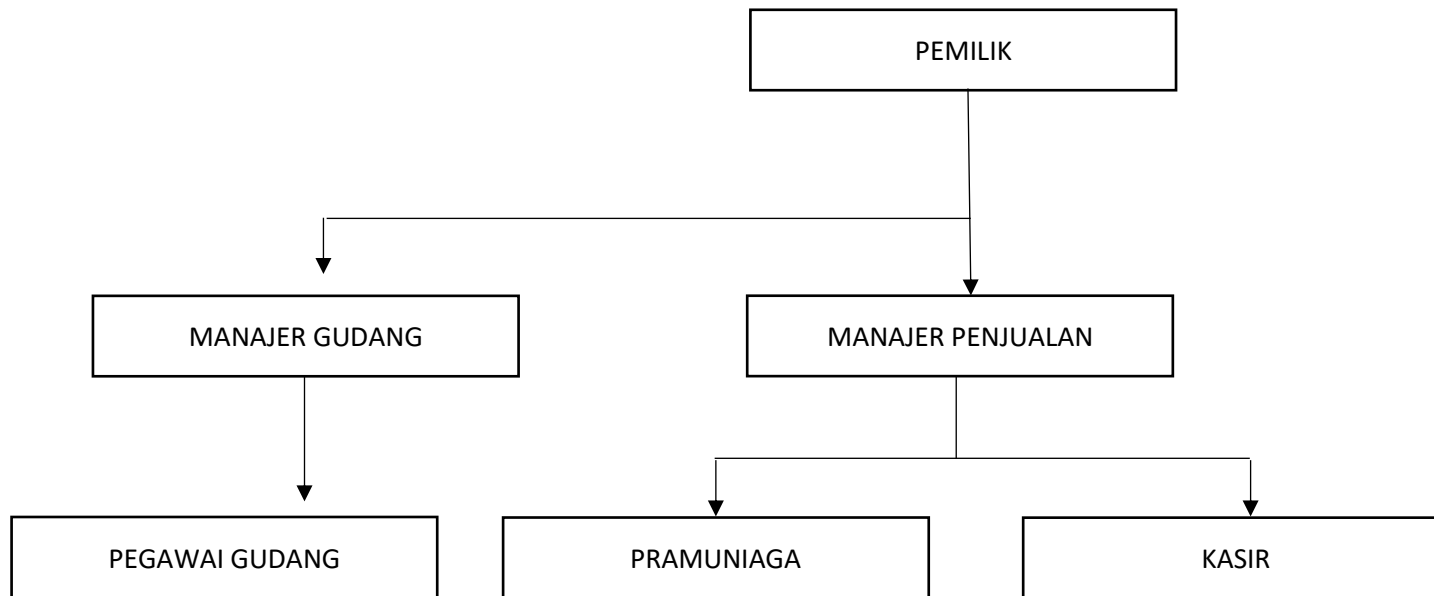 PEMILIK
MANAJER GUDANG
MANAJER PENJUALAN
PEGAWAI GUDANG
PRAMUNIAGA
KASIR